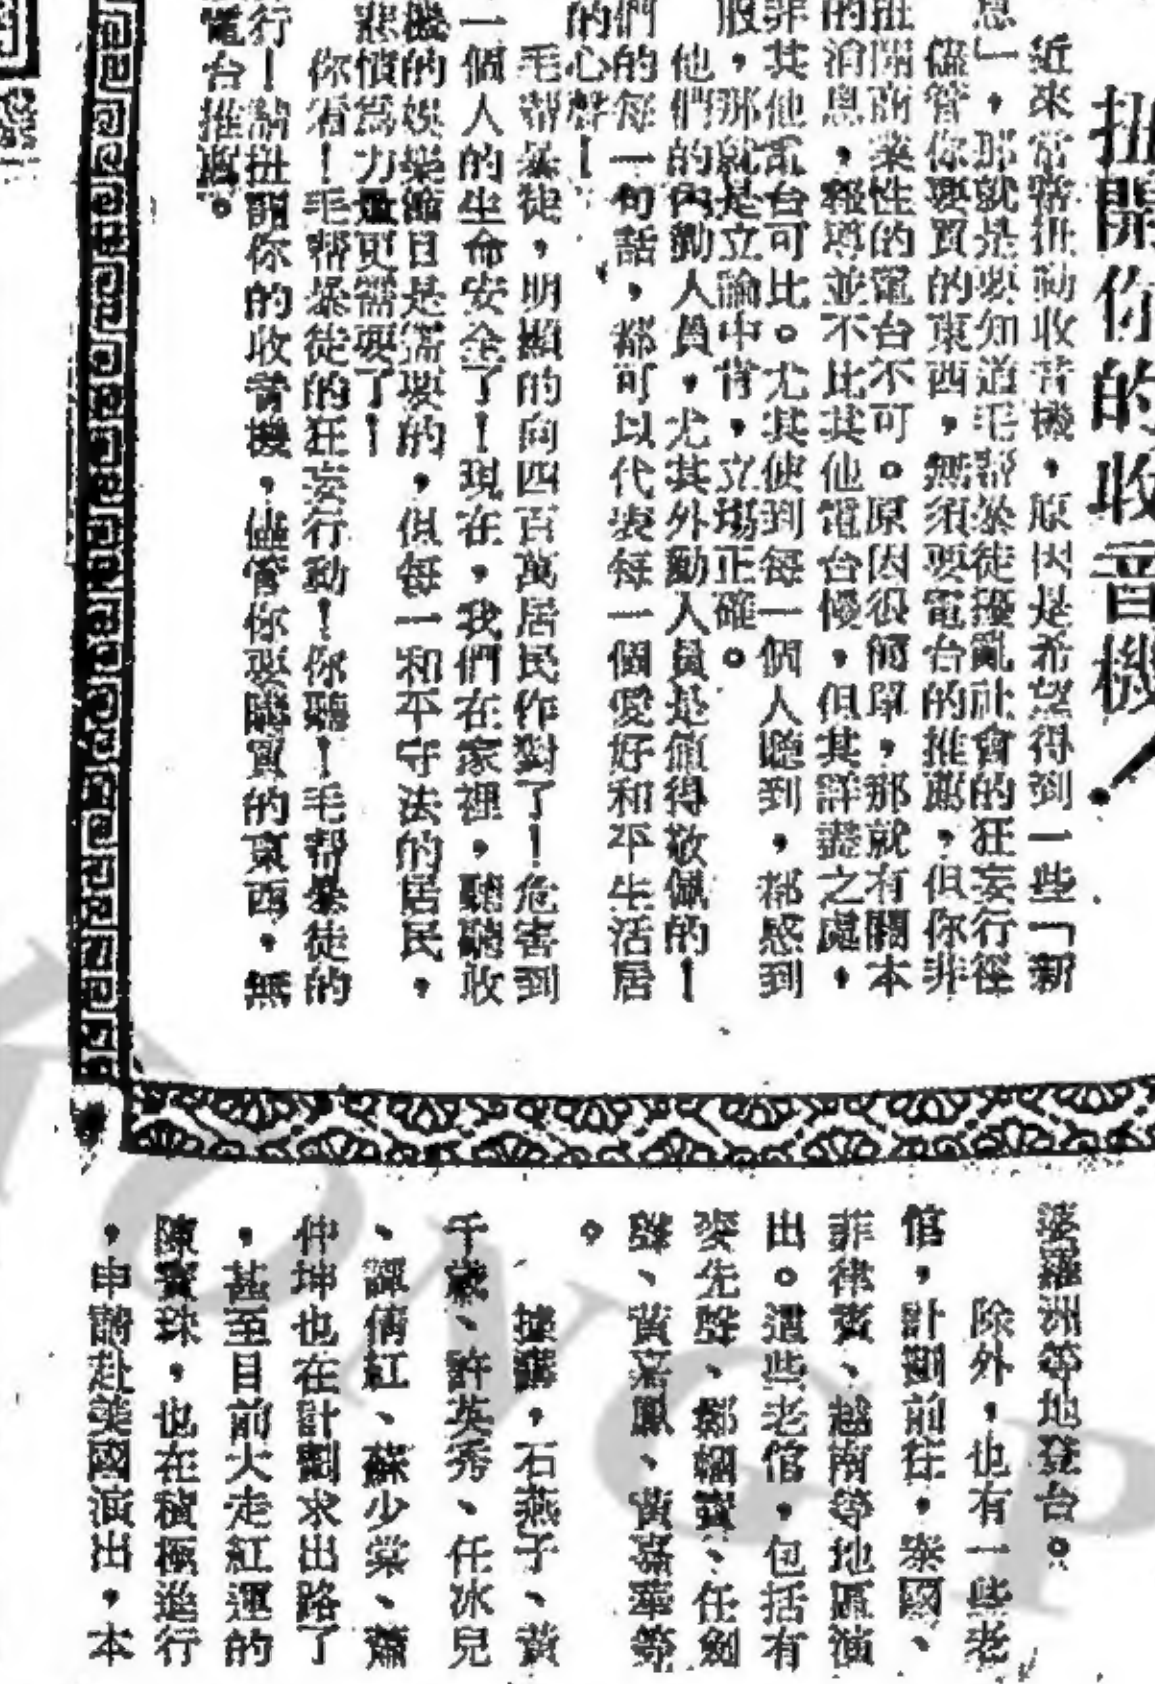 扭開你的收音機
近來常常扭動收音機，原因是希望得到一些「新
息」，那就是要知道毛幫暴徒擾亂社會的狂妄行徑
儘管你要買的東西，無須要電台的推薦，但你非
扭開商業性的電台不可。原因很簡單，那就有關本
的消息，報導並不比其他電台慢，但其詳盡之處，
非其他電台可比。尤其使到每一個人聽到，都感到
服，那就是立論中肯，立場正確。
他們的內勤人員，尤其外勤人員是值得敬佩的！
們的每一句話，都可以代表每一個愛好和平生活居
的心聲！
毛幫暴徒，明顯的向四百萬居民作對了！危害到
一個人的生命安全了！現在，我們在家裡，聽聽收
機的娛樂節目是需要的，但每一和平守法的居民，
悲憤為力量更需要了！
你看！毛幫暴徒的狂妄行動！你聽！毛幫暴徒的
行！請扭開你的收音機，儘管你要購買的東西，無
電台推薦。
婆羅洲等地登台。
除外，也有一些老
倌，計劃前往，泰國、
菲律賓、越南等地區演
出。這些老倌，包括有
麥先聲、鄭幗寶、任劍
輝、黃嘉鳳、黃嘉華等
。
據講，石燕子、黃
千歲、許英秀、任冰兒
、譚倩紅、蘇少棠、蕭
仲坤也在計劃求出路了
，甚至目前大走紅運的
陳寶珠，也在積極進行
，申請赴美國演出，本